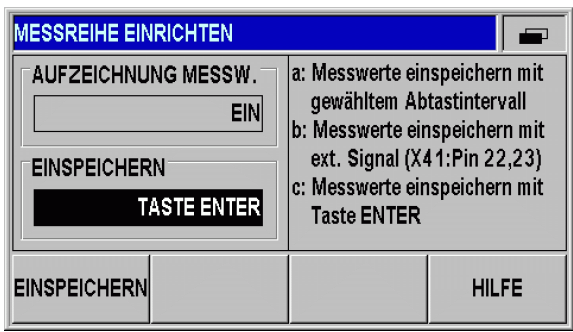 MESSREIHE EINRICHTEN
AUFZEICHNUNG MESSW.
EIN
EINSPEICHERN
TASTE ENTER
a: Messwerte einspeichern mit
gewähltem Abtastintervall
b: Messwerte einspeichern mit
ext. Signal (X41:Pin 22,23)
c: Messwerte einspeichern mit
Taste ENTER
EINSPEICHERN
HILFE